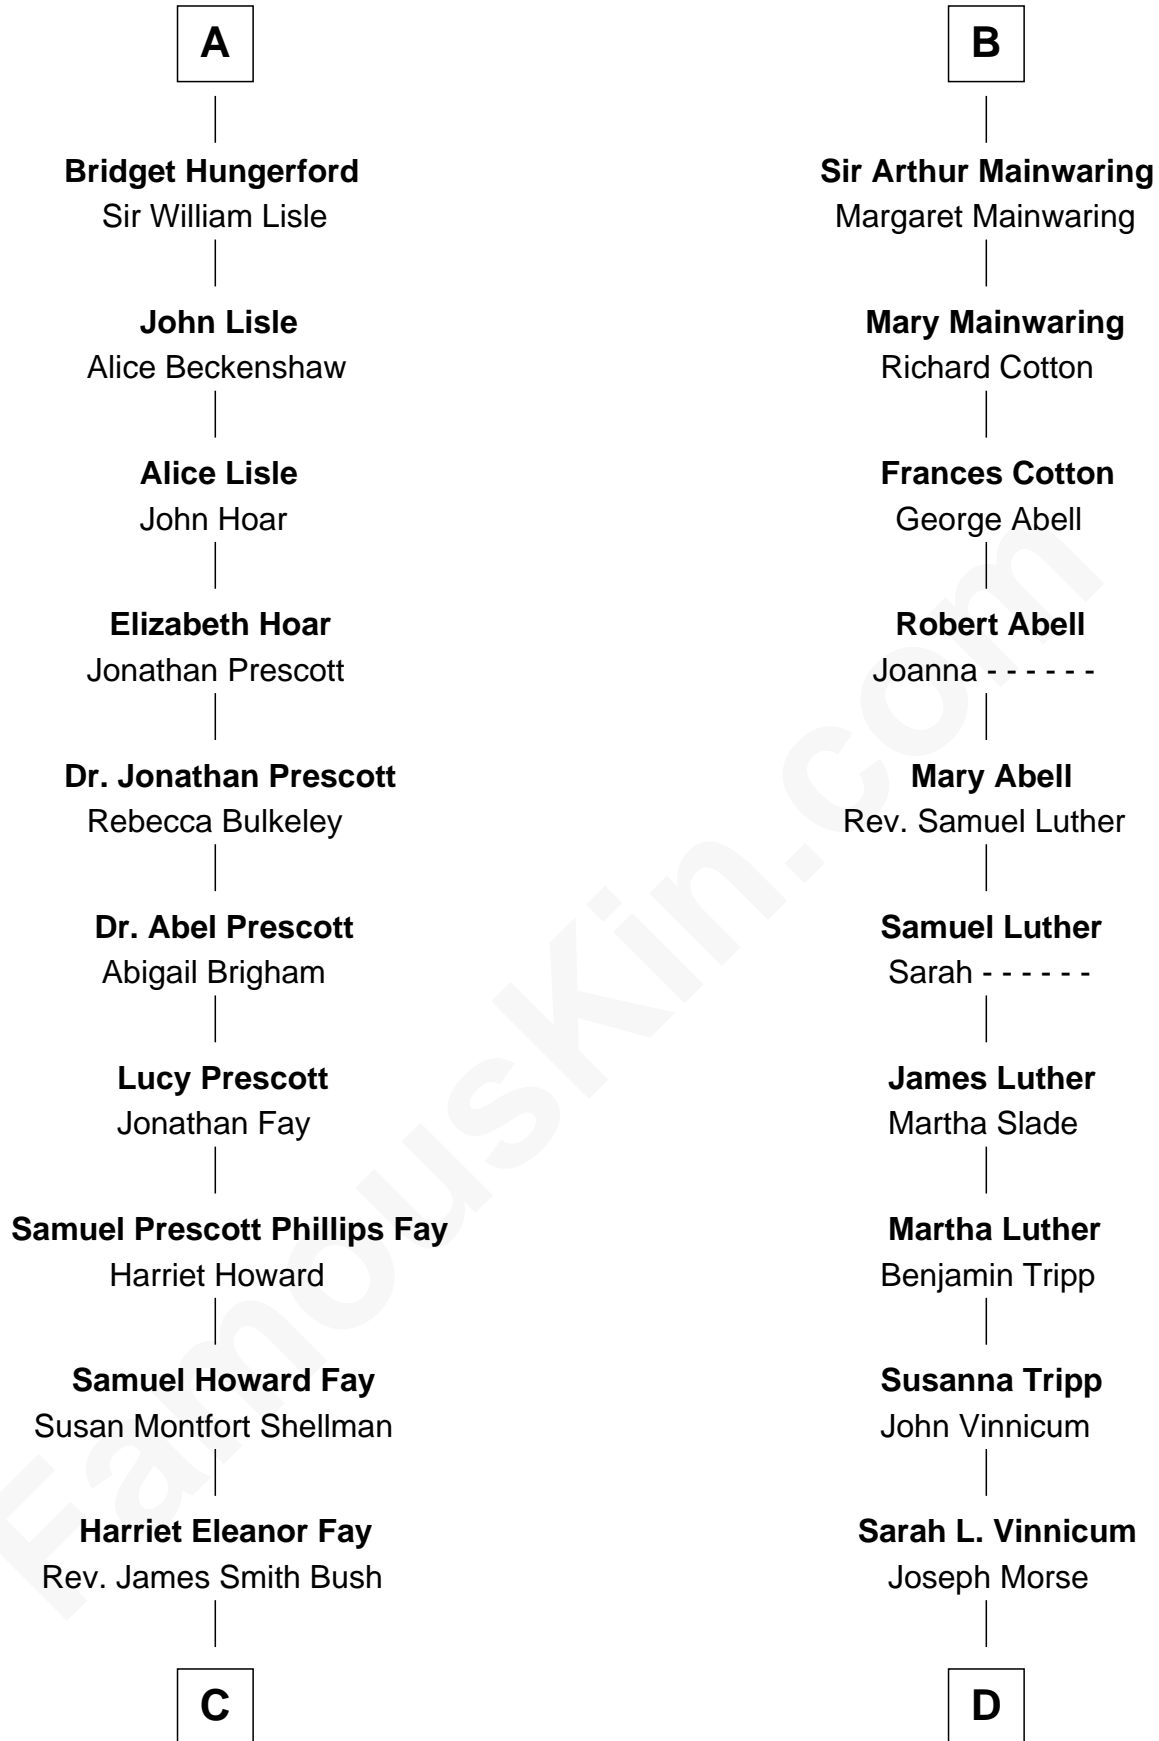 A
Bridget Hungerford
Sir William Lisle
John Lisle
Alice Beckenshaw
Alice Lisle
John Hoar
Elizabeth Hoar
Jonathan Prescott
Dr. Jonathan Prescott
Rebecca Bulkeley
Dr. Abel Prescott
Abigail Brigham
Lucy Prescott
Jonathan Fay
Samuel Prescott Phillips Fay
Harriet Howard
Samuel Howard Fay
Susan Montfort Shellman
Harriet Eleanor Fay
Rev. James Smith Bush
C
B
Sir Arthur Mainwaring
Margaret Mainwaring
Mary Mainwaring
Richard Cotton
Frances Cotton
George Abell
Robert Abell
Joanna - - - - - -
Mary Abell
Rev. Samuel Luther
Samuel Luther
Sarah - - - - - -
James Luther
Martha Slade
Martha Luther
Benjamin Tripp
Susanna Tripp
John Vinnicum
Sarah L. Vinnicum
Joseph Morse
D
FamousKin.com